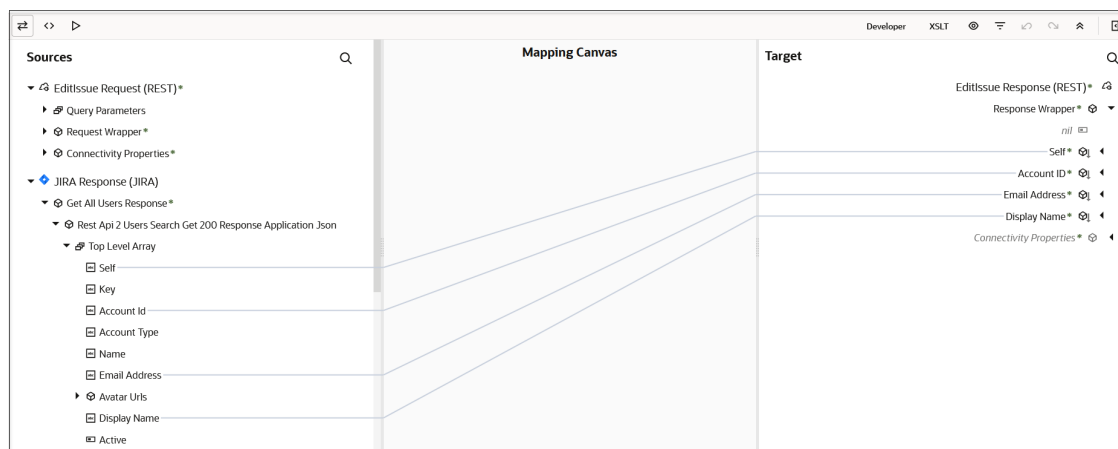 Developer XSLT
Sources
Mapping Canvas
Target
EditIssue Request (REST)*
Query Parameters
Request Wrapper*
Connectivity Properties*
JIRA Response (JIRA)
Get All Users Response*
Rest Api 2 Users Search Get 200 Response Application Json
Top Level Array
Self
Key
Account Id
Account Type
Name
Email Address
Avatar Urls
Display Name
Active
EditIssue Response (REST)*
Response Wrapper*
nil
Self*
Account ID*
Email Address*
Display Name*
Connectivity Properties*